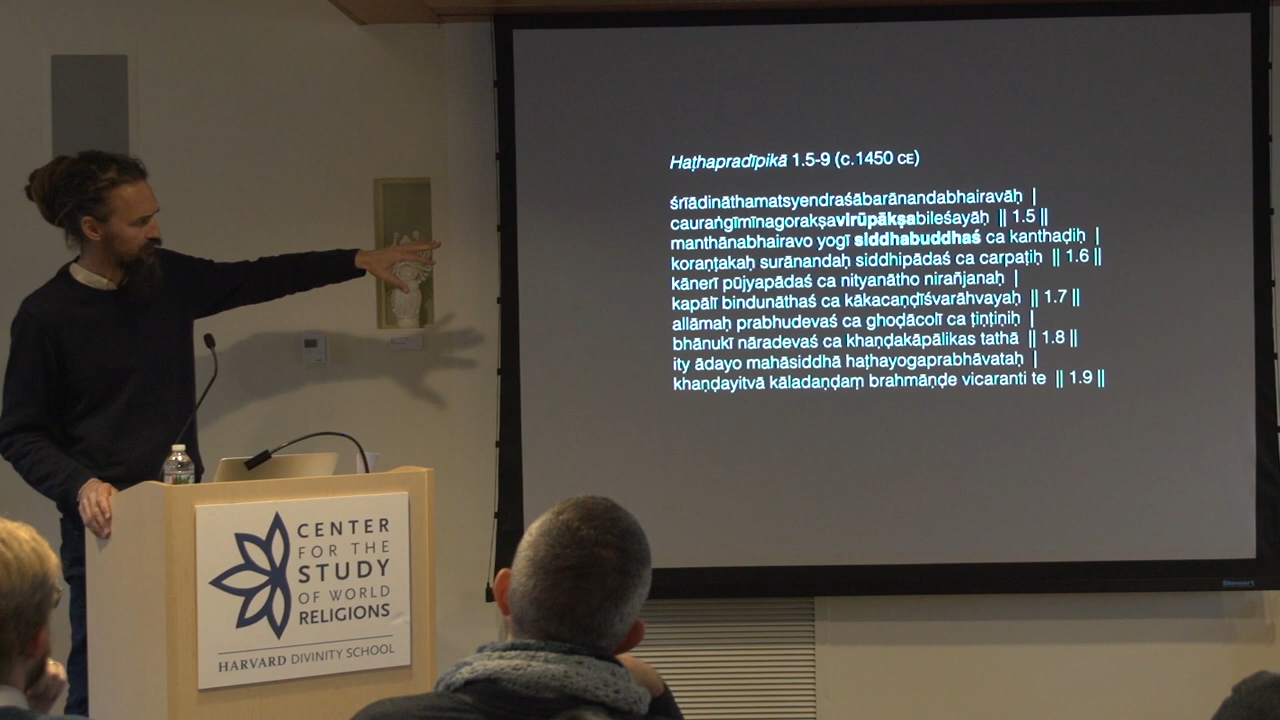 Haṭhapradīpikā 1.5-9 (c.1450 CE)
śrīādināthamatsyendraśābarānandabhairavāḥ |
cauraṅgīmīnagorakṣavirūpākṣabileśayāḥ || 1.5 ||
manthānabhairavo yogī siddhabuddhaś ca kanthaḍiḥ |
koraṇṭakaḥ surānandaḥ siddhipādaś ca carpaṭiḥ || 1.6 ||
kānerī pūjyapādaś ca nityanātho nirañjanaḥ |
kapālī bindunāthaś ca kākacaṇḍīśvarāhvayaḥ || 1.7 ||
allāmaḥ prabhudevaś ca ghoḍācolī ca ṭiṇṭiṇiḥ |
bhānukī nāradevaś ca khaṇḍakāpālikas tathā || 1.8 ||
ity ādayo mahāsiddhā haṭhayogaprabhāvataḥ |
khaṇḍayitvā kāladaṇḍaṃ brahmāṇḍe vicaranti te || 1.9 ||
Stewart
CENTER
FOR THE
STUDY
OF WORLD
RELIGIONS
HARVARD DIVINITY SCHOOL